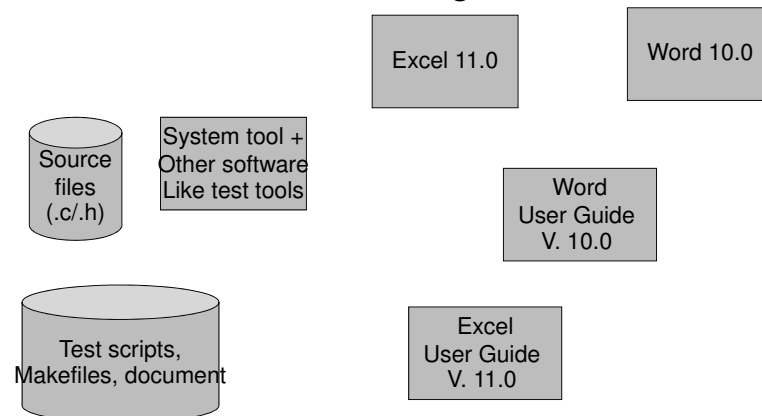 Excel 11.0
Word 10.0
Source
files
(.c/.h)
System tool +
Other software
Like test tools
Word
User Guide
V. 10.0
Test scripts,
Makefiles, document
Excel
User Guide
V. 11.0